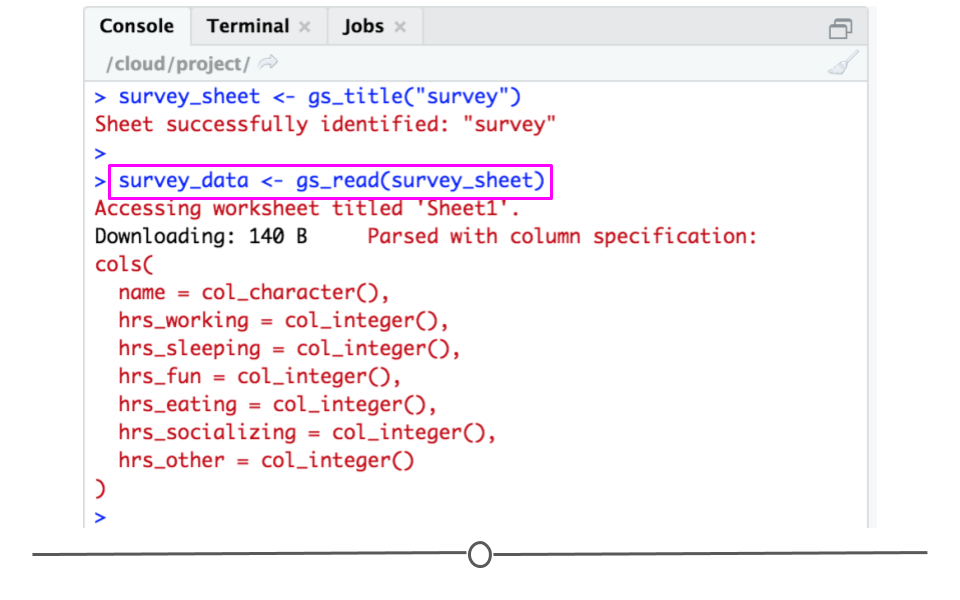 Console Terminal × Jobs ×
/cloud/project/
> survey_sheet <- gs_title("survey")
Sheet successfully identified: "survey"
>
> survey_data <- gs_read(survey_sheet)
Accessing worksheet titled 'Sheet1'.
Downloading: 140 B     Parsed with column specification:
cols(
  name = col_character(),
  hrs_working = col_integer(),
  hrs_sleeping = col_integer(),
  hrs_fun = col_integer(),
  hrs_eating = col_integer(),
  hrs_socializing = col_integer(),
  hrs_other = col_integer()
)
>